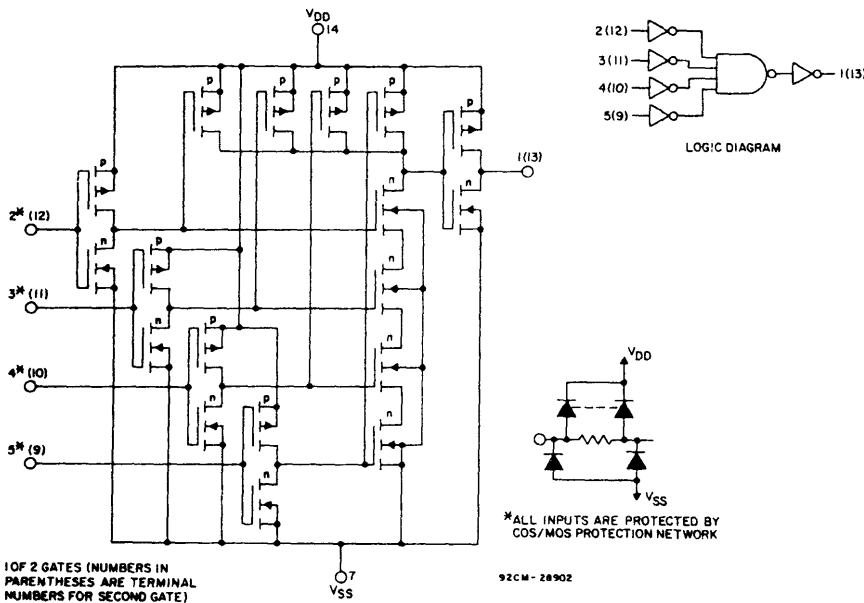 VDD
14
p
p
p
p
p
p
n
2* (12)
n
p
3* (11)
n
n
p
4* (10)
n
n
p
5* (9)
n
n
n
1(13)
7
VSS
1 OF 2 GATES (NUMBERS IN
PARENTHESES ARE TERMINAL
NUMBERS FOR SECOND GATE)
2(12)
3(11)
4(10)
5(9)
1(13)
LOGIC DIAGRAM
VDD
VSS
*ALL INPUTS ARE PROTECTED BY
COS/MOS PROTECTION NETWORK
92CM-28902